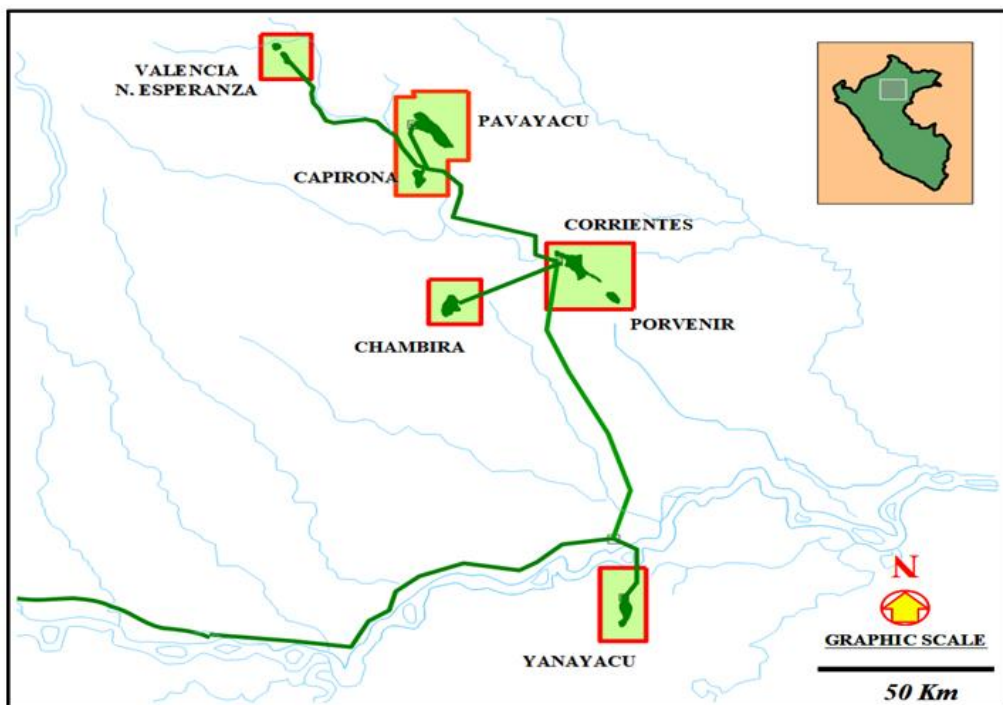 VALENCIA
N. ESPERANZA
PAVAYACU
CAPIRONA
CORRIENTES
PORVENIR
CHAMBIRA
YANAYACU
N
GRAPHIC SCALE
50 Km